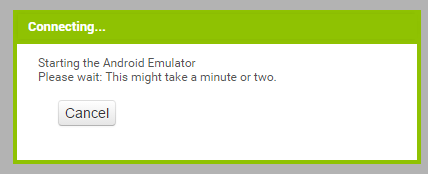 Connecting...
Starting the Android Emulator
Please wait: This might take a minute or two.
Cancel